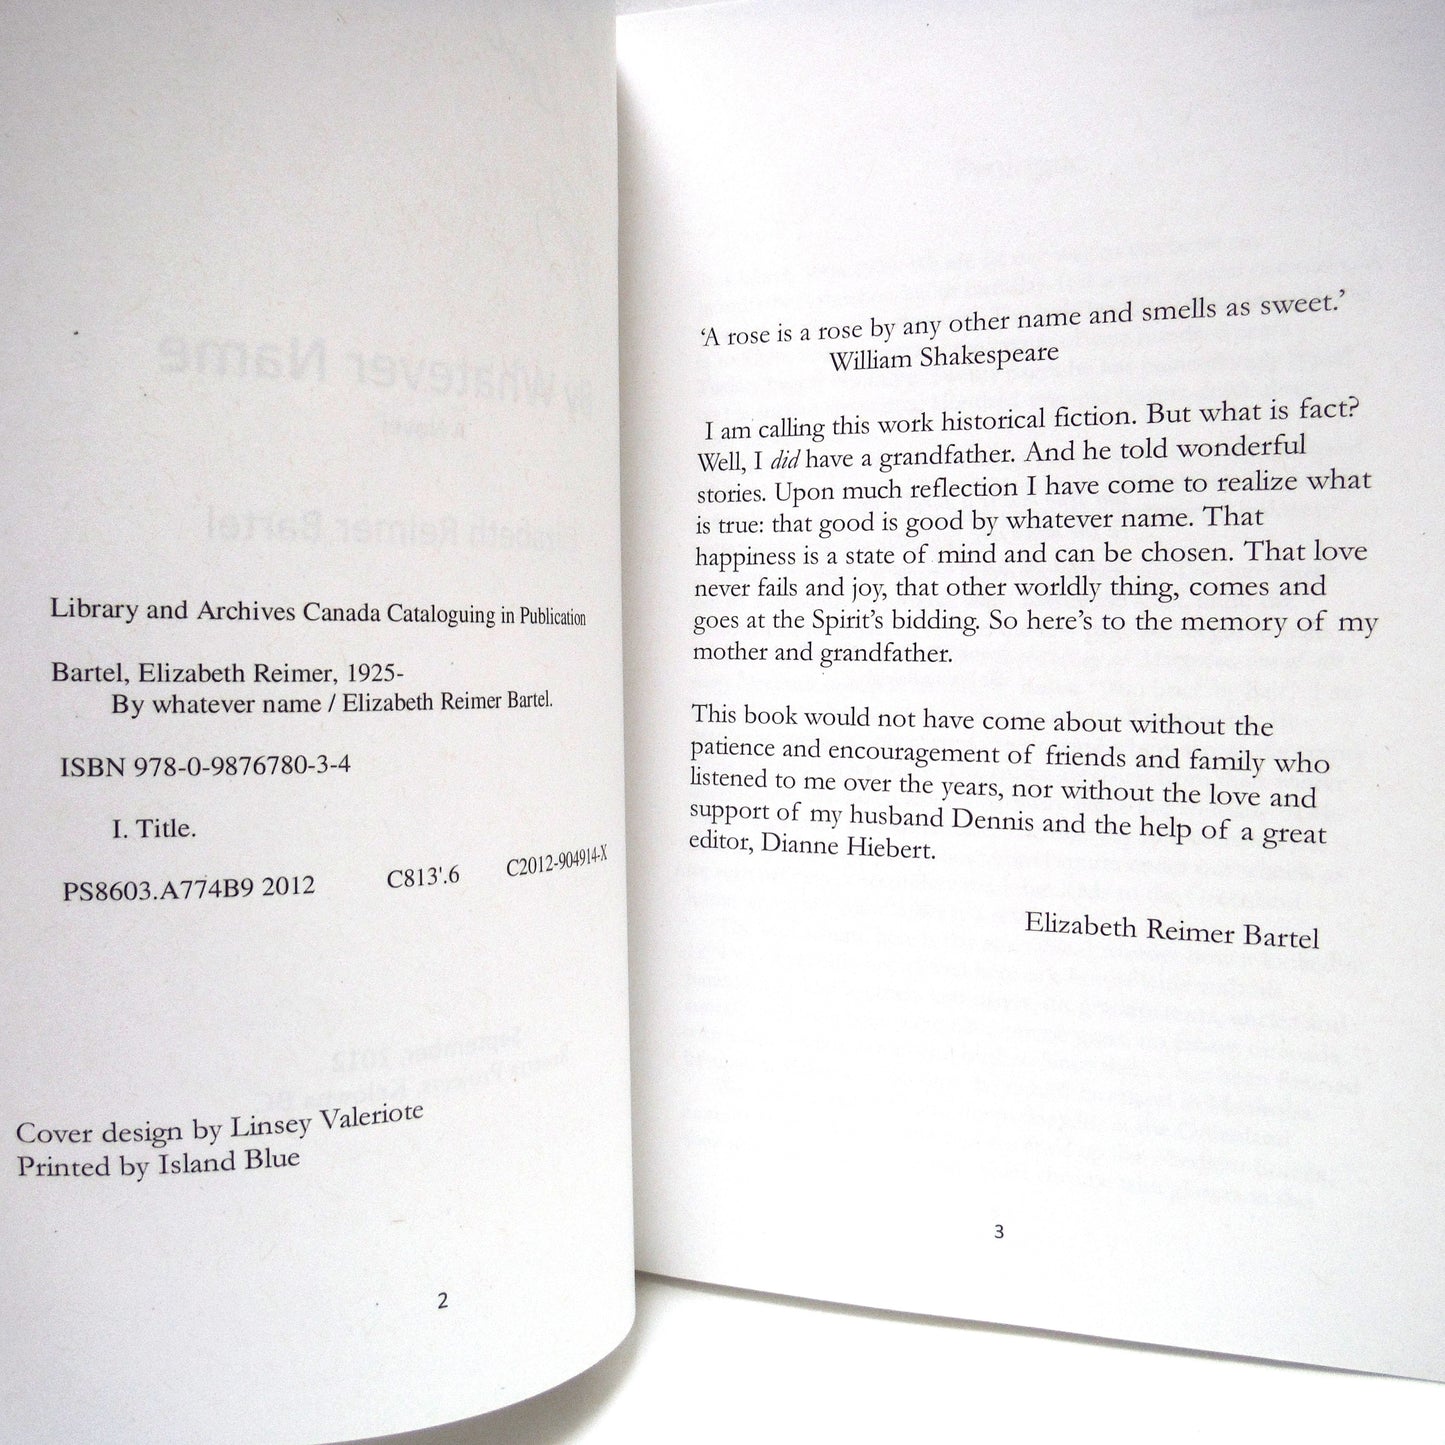 Library and Archives Canada Cataloguing in Publication
Bartel, Elizabeth Reimer, 1925-
By whatever name / Elizabeth Reimer Bartel.
ISBN 978-0-9876780-3-4
I. Title.
PS8603.A774B9 2012 C813'.6 C2012-904914-X
Cover design by Linsey Valeriote
Printed by Island Blue
2
‘A rose is a rose by any other name and smells as sweet.’
William Shakespeare
I am calling this work historical fiction. But what is fact?
Well, I did have a grandfather. And he told wonderful
stories. Upon much reflection I have come to realize what
is true: that good is good by whatever name. That
happiness is a state of mind and can be chosen. That love
never fails and joy, that other worldly thing, comes and
goes at the Spirit’s bidding. So here’s to the memory of my
mother and grandfather.
This book would not have come about without the
patience and encouragement of friends and family who
listened to me over the years, nor without the love and
support of my husband Dennis and the help of a great
editor, Dianne Hiebert.
Elizabeth Reimer Bartel
3